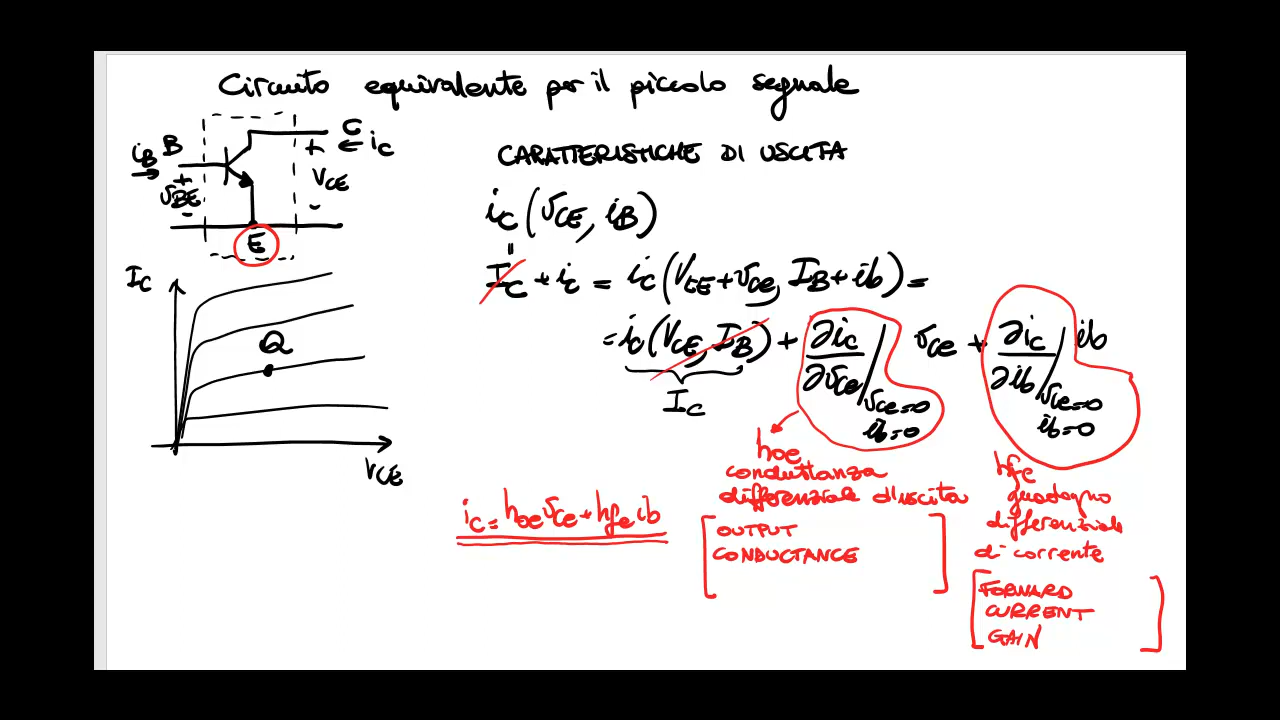 Circuito equivalente per il piccolo segnale
CARATTERISTICHE DI USCITA
iB B
+
vBE
-
C
← iC
+
VCE
-
E
iC (vCE, iB)
"
IC + ic = iC (VCE + vce, IB + ib) =
= iC (VCE, IB) + ∂ic/∂vce | vce=0 ib=0 vce + ∂ic/∂ib | vce=0 ib=0 ib
IC
IC
Q
VCE
hoe
conduttanza
differenziale d'uscita
[OUTPUT
CONDUCTANCE]
hfe
guadagno
differenziale
di corrente
[FORWARD
CURRENT
GAIN]
ic = hoe vce + hfe ib